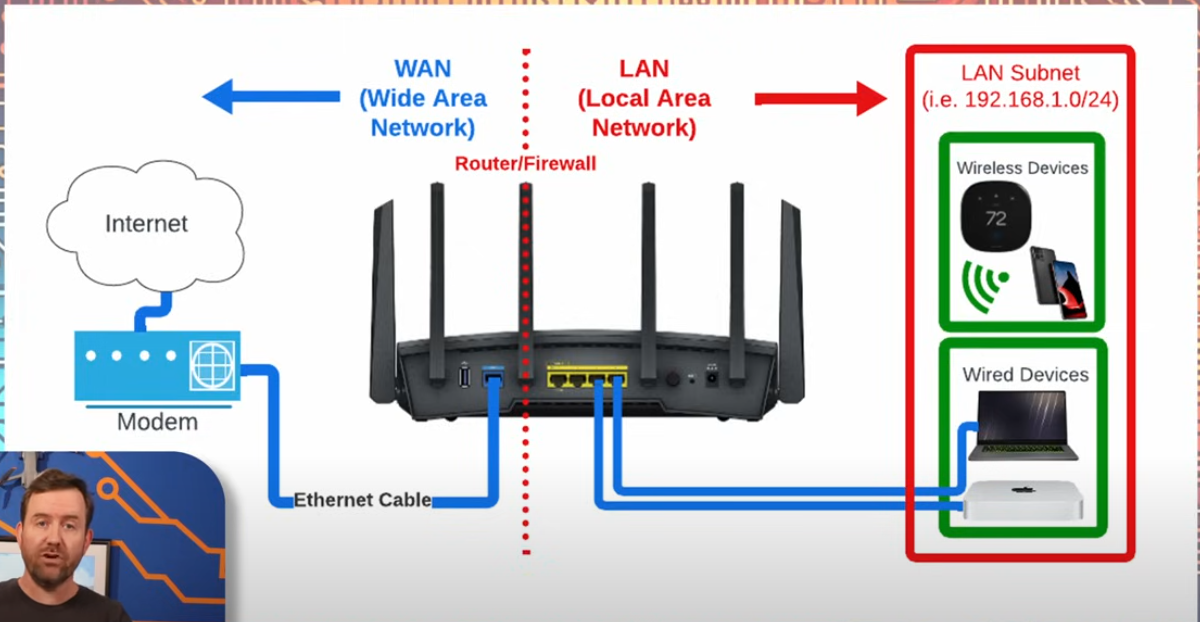 WAN
(Wide Area
Network)
LAN
(Local Area
Network)
Router/Firewall
LAN Subnet
(i.e. 192.168.1.0/24)
Wireless Devices
72
Internet
Modem
Wired Devices
Ethernet Cable